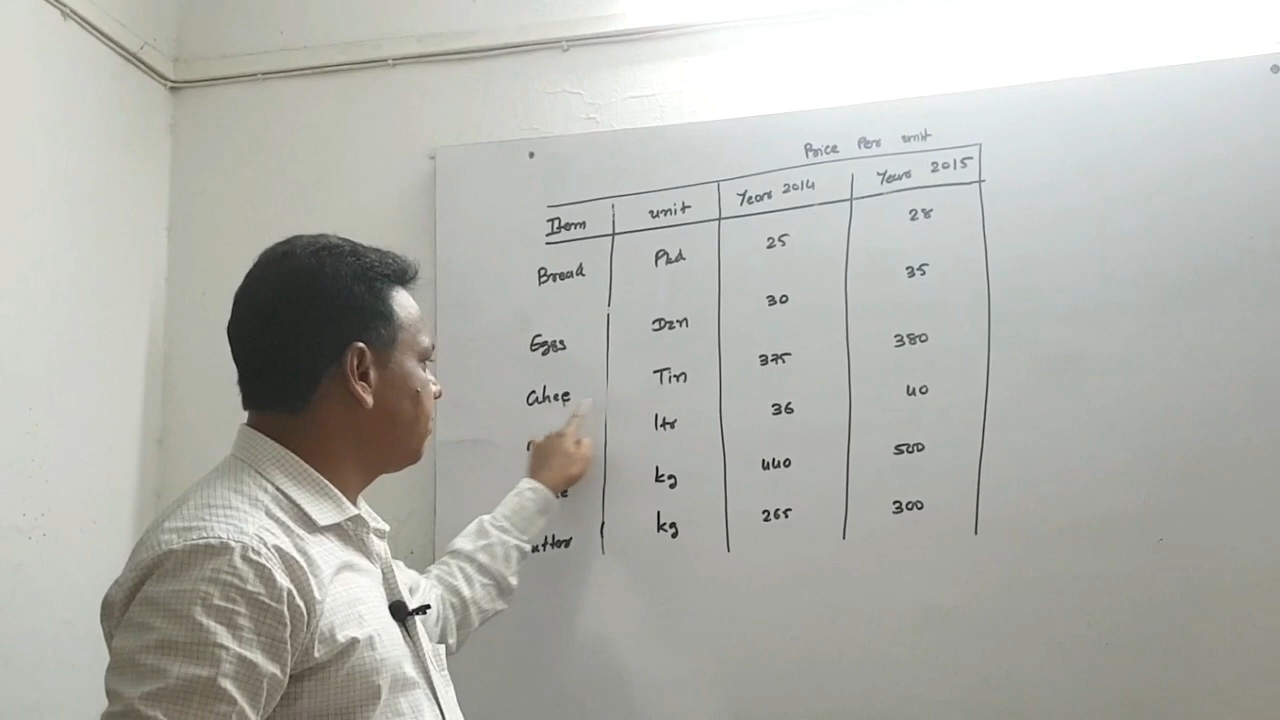 Price Per unit
Item unit Years 2014 Years 2015
Bread Pkd 25 28
Eggs Dzn 30 35
Ghee Tin 375 380
ltr 36 40
kg 440 500
utter kg 265 300